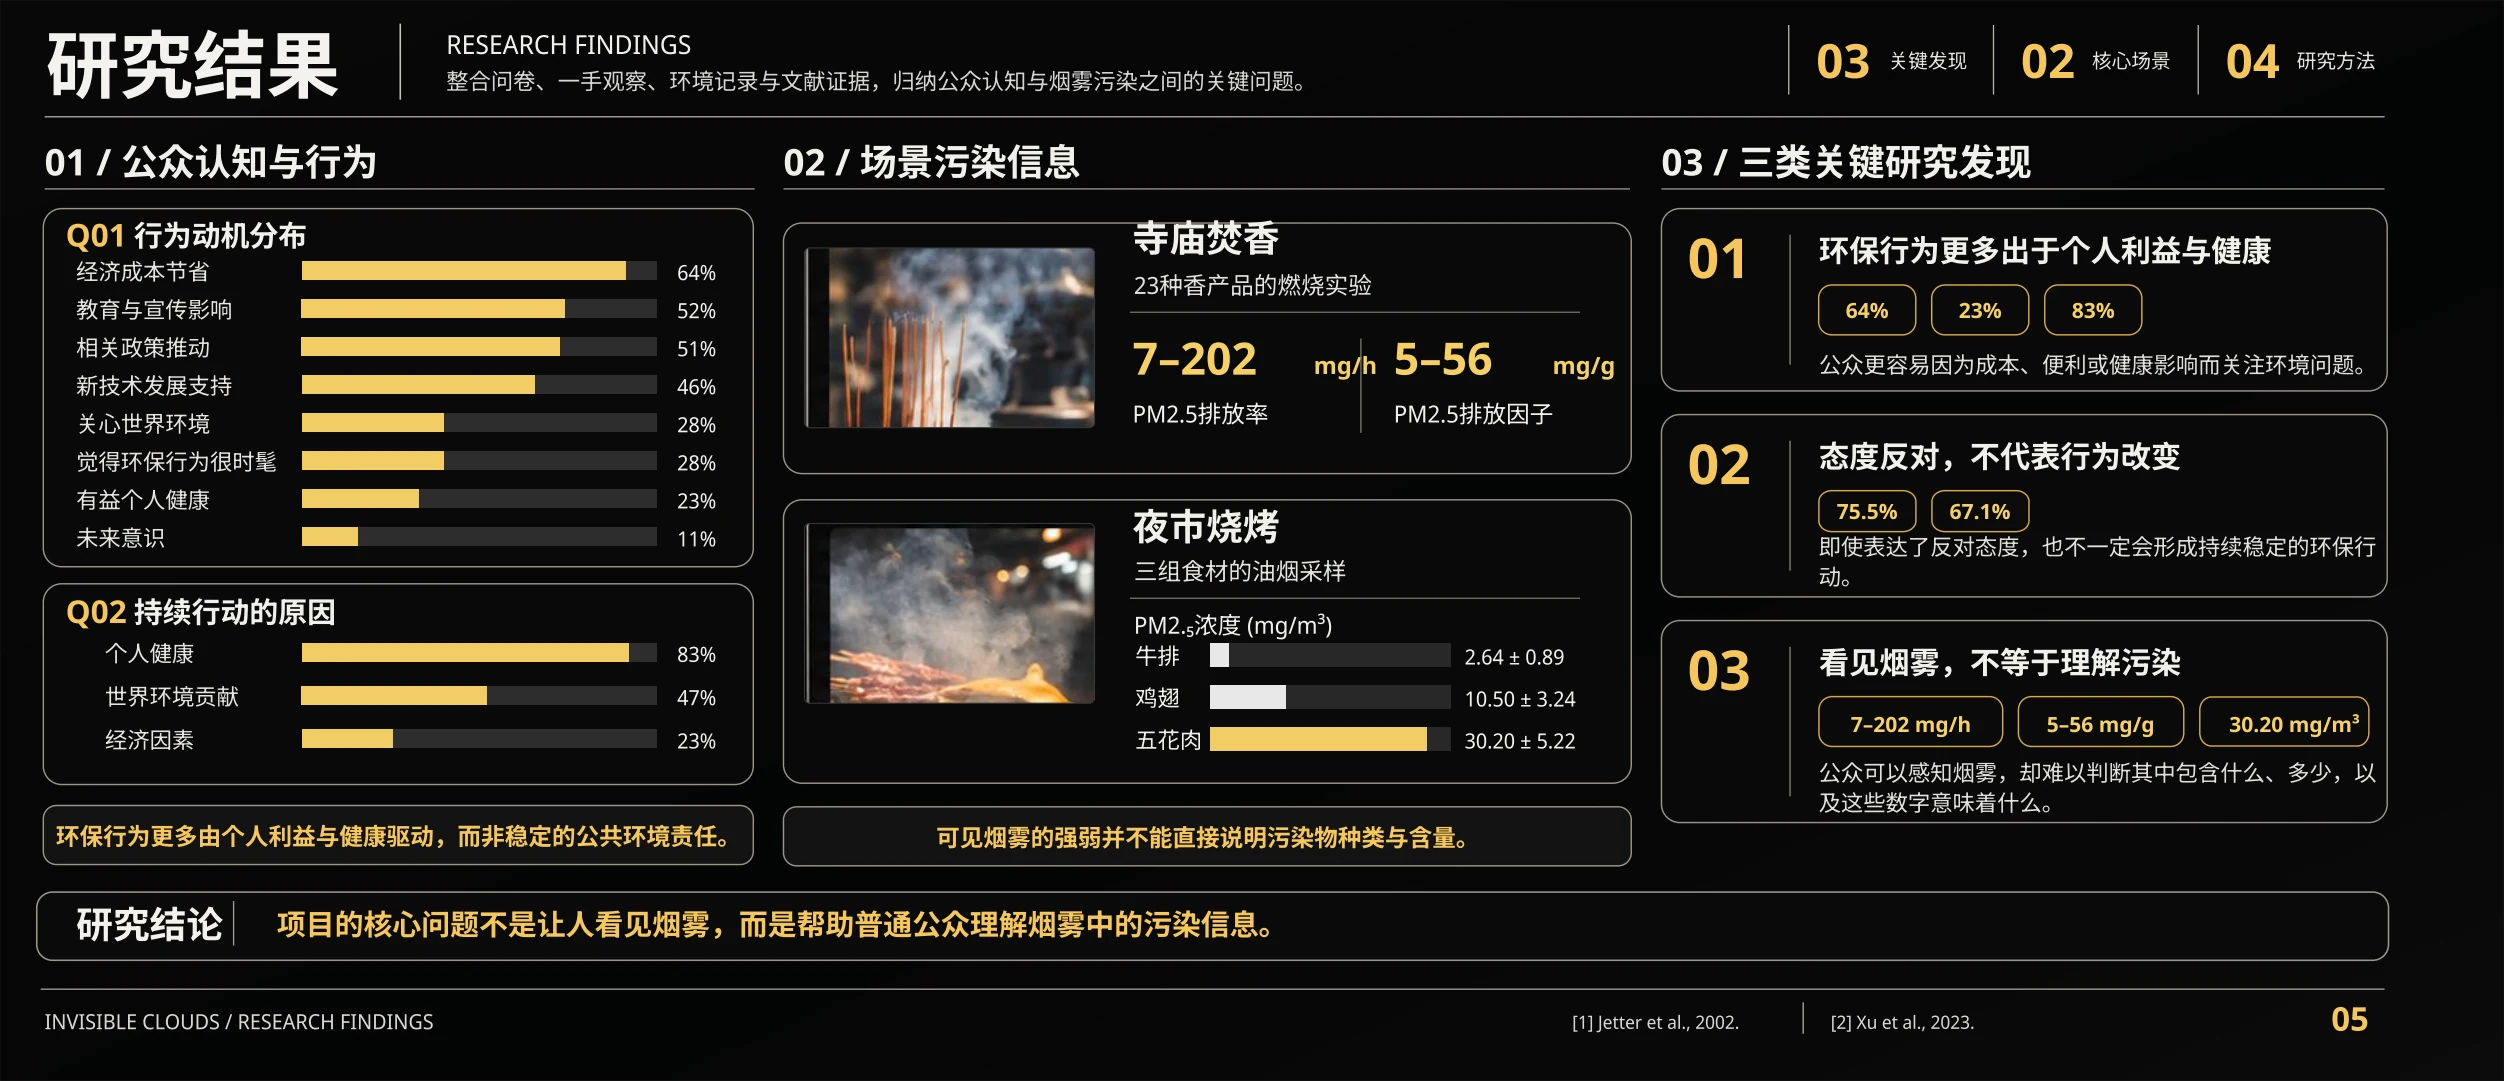 研究结果
RESEARCH FINDINGS
整合问卷、一手观察、环境记录与文献证据，归纳公众认知与烟雾污染之间的关键问题。
03 关键发现
02 核心场景
04 研究方法
01 / 公众认知与行为
Q01 行为动机分布
经济成本节省 64%
教育与宣传影响 52%
相关政策推动 51%
新技术发展支持 46%
关心世界环境 28%
觉得环保行为很时髦 28%
有益个人健康 23%
未来意识 11%
Q02 持续行动的原因
个人健康 83%
世界环境贡献 47%
经济因素 23%
环保行为更多由个人利益与健康驱动，而非稳定的公共环境责任。
02 / 场景污染信息
寺庙焚香
23种香产品的燃烧实验
7–202 mg/h 5–56 mg/g
PM2.5排放率 PM2.5排放因子
夜市烧烤
三组食材的油烟采样
PM2.₅浓度 (mg/m³)
牛排 2.64 ± 0.89
鸡翅 10.50 ± 3.24
五花肉 30.20 ± 5.22
可见烟雾的强弱并不能直接说明污染物种类与含量。
03 / 三类关键研究发现
01 环保行为更多出于个人利益与健康
64% 23% 83%
公众更容易因为成本、便利或健康影响而关注环境问题。
02 态度反对，不代表行为改变
75.5% 67.1%
即使表达了反对态度，也不一定会形成持续稳定的环保行
动。
03 看见烟雾，不等于理解污染
7–202 mg/h 5–56 mg/g 30.20 mg/m³
公众可以感知烟雾，却难以判断其中包含什么、多少，以
及这些数字意味着什么。
研究结论 项目的核心问题不是让人看见烟雾，而是帮助普通公众理解烟雾中的污染信息。
INVISIBLE CLOUDS / RESEARCH FINDINGS
[1] Jetter et al., 2002.
[2] Xu et al., 2023.
05